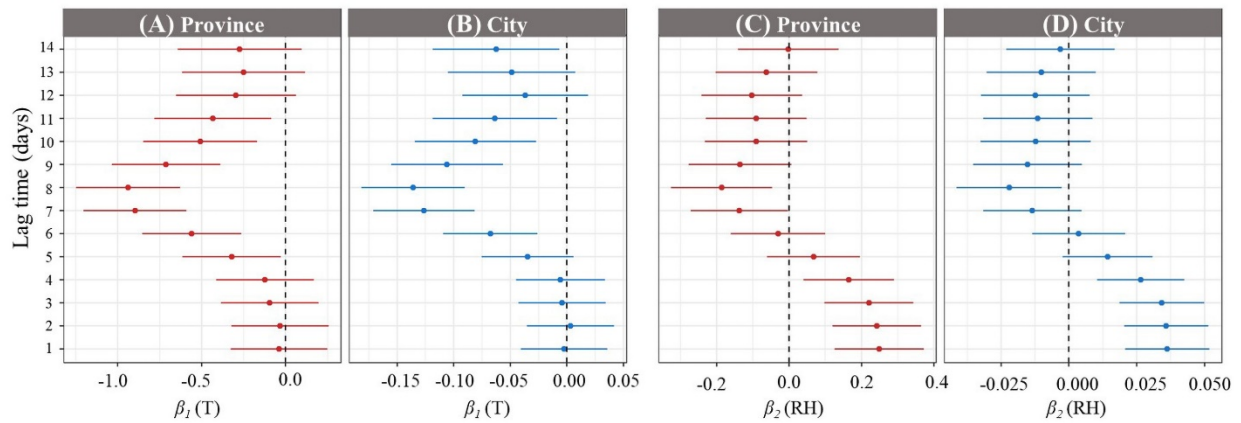 (A) Province
(B) City
(C) Province
(D) City
Lag time (days)
14
13
12
11
10
9
8
7
6
5
4
3
2
1
-1.0 -0.5 0.0
-0.15 -0.10 -0.05 0.00 0.05
-0.2 0.0 0.2 0.4
-0.025 0.000 0.025 0.050
β1 (T)
β1 (T)
β2 (RH)
β2 (RH)